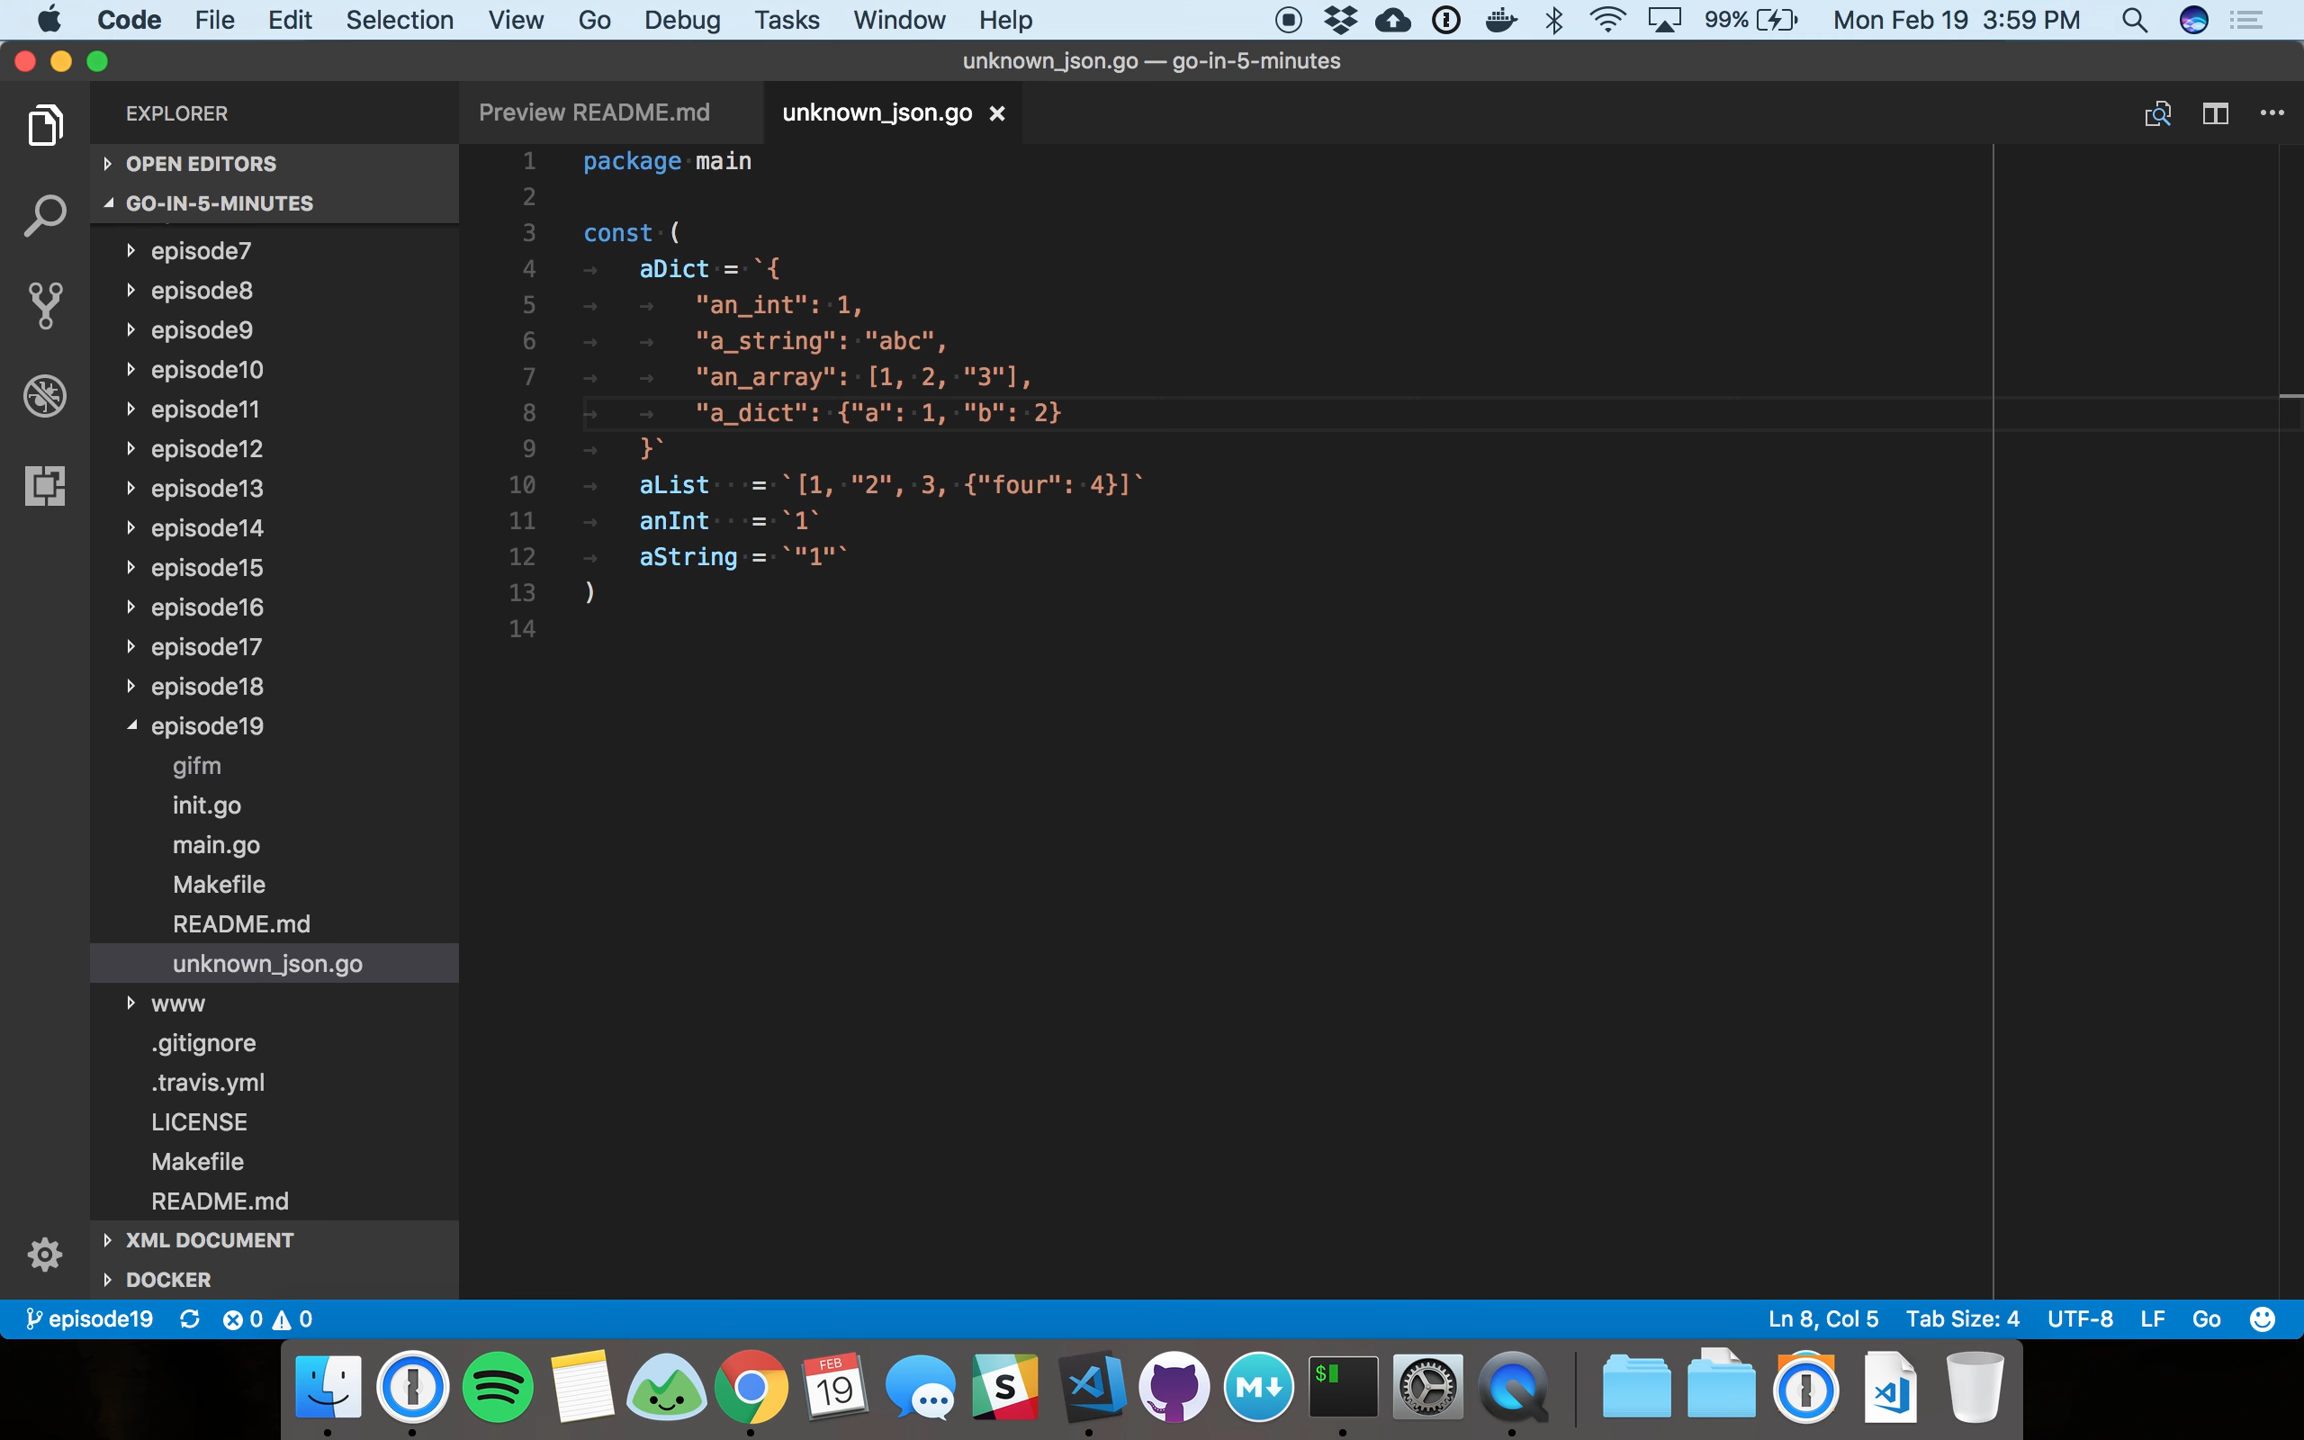 Code File Edit Selection View Go Debug Tasks Window Help 99% Mon Feb 19 3:59 PM
unknown_json.go — go-in-5-minutes
EXPLORER
Preview README.md
unknown_json.go
OPEN EDITORS
GO-IN-5-MINUTES
episode7
episode8
episode9
episode10
episode11
episode12
episode13
episode14
episode15
episode16
episode17
episode18
episode19
gifm
init.go
main.go
Makefile
README.md
unknown_json.go
www
.gitignore
.travis.yml
LICENSE
Makefile
README.md
XML DOCUMENT
DOCKER
1 package main
2
3 const (
4 aDict = `{
5 "an_int": 1,
6 "a_string": "abc",
7 "an_array": [1, 2, "3"],
8 "a_dict": {"a": 1, "b": 2}
9 }`
10 aList = `[1, "2", 3, {"four": 4}]`
11 anInt = `1`
12 aString = `"1"`
13 )
14
episode19 0 0 Ln 8, Col 5 Tab Size: 4 UTF-8 LF Go
FEB
19
S
M
$